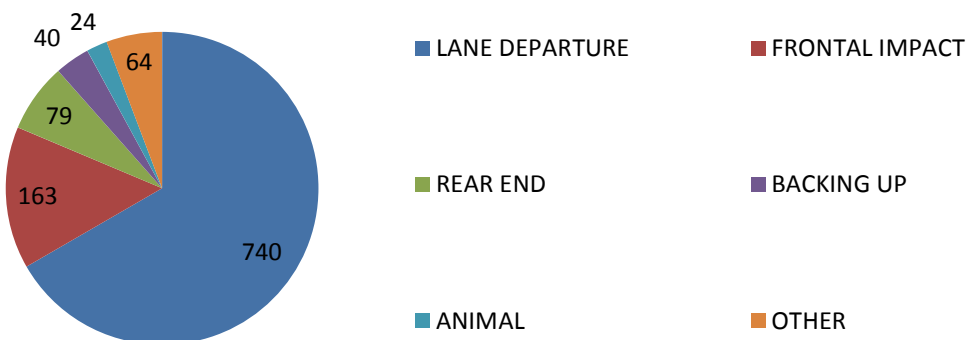 24
40
64
79
163
740
LANE DEPARTURE
FRONTAL IMPACT
REAR END
BACKING UP
ANIMAL
OTHER